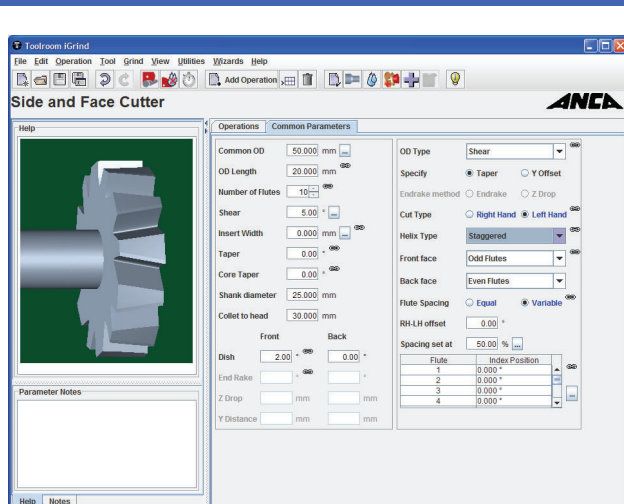 Toolroom iGrind
File Edit Operation Tool Grind View Utilities Wizards Help
Add Operation
Side and Face Cutter
ANCA
Help
Operations Common Parameters
Common OD 50.000 mm ...
OD Length 20.000 mm
Number of Flutes 10
Shear 5.00 ° ...
Insert Width 0.000 mm ...
Taper 0.00 °
Core Taper 0.00 °
Shank diameter 25.000 mm
Collet to head 30.000 mm
Front Back
Dish 2.00 ° 0.00 °
End Rake ° °
Z Drop mm mm
Y Distance mm mm
OD Type Shear
Specify Taper Y Offset
Endrake method Endrake Z Drop
Cut Type Right Hand Left Hand
Helix Type Staggered
Front face Odd Flutes
Back face Even Flutes
Flute Spacing Equal Variable
RH-LH offset 0.00 °
Spacing set at 50.00 % ...
Flute Index Position
1 0.000 °
2 0.000 °
3 0.000 °
4 0.000 °
...
Parameter Notes
Help Notes